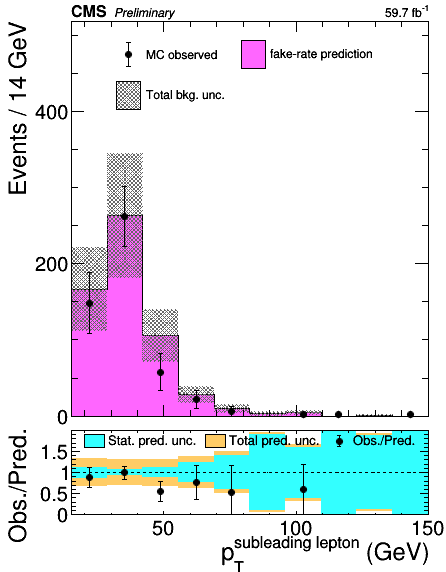 CMS Preliminary 59.7 fb⁻¹
MC observed fake-rate prediction
Total bkg. unc.
Events / 14 GeV
400
200
0
Stat. pred. unc. Total pred. unc. Obs./Pred.
Obs./Pred.
1.5
1
0.5
0
50 100 150
p_T^subleading lepton (GeV)